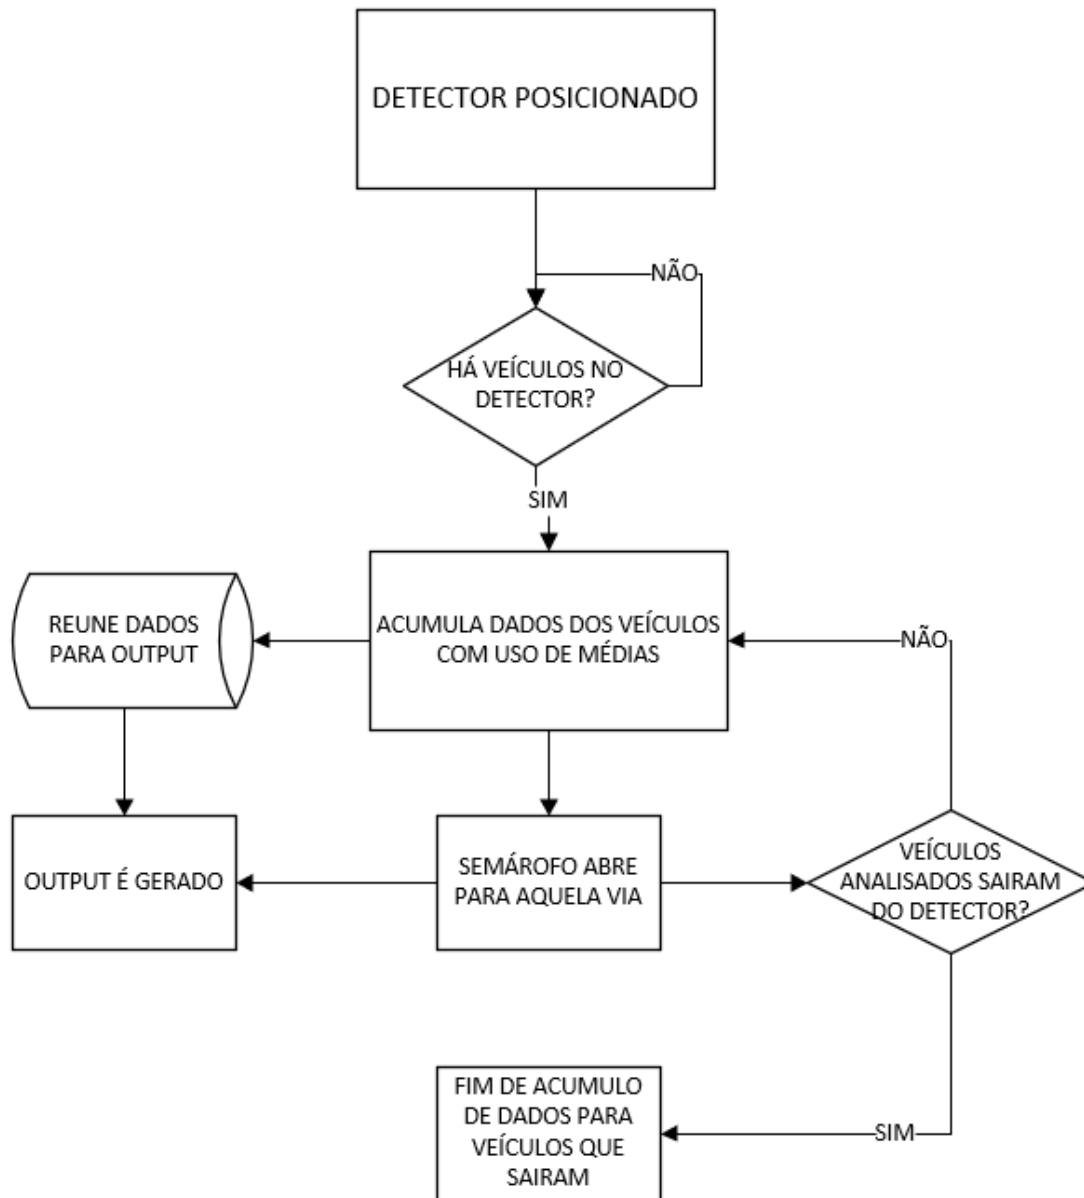 DETECTOR POSICIONADO
NÃO
HÁ VEÍCULOS NO
DETECTOR?
SIM
REUNE DADOS
PARA OUTPUT
ACUMULA DADOS DOS VEÍCULOS
COM USO DE MÉDIAS
NÃO
OUTPUT É GERADO
SEMÁROFO ABRE
PARA AQUELA VIA
VEÍCULOS
ANALISADOS SAIRAM
DO DETECTOR?
FIM DE ACUMULO
DE DADOS PARA
VEÍCULOS QUE
SAIRAM
SIM